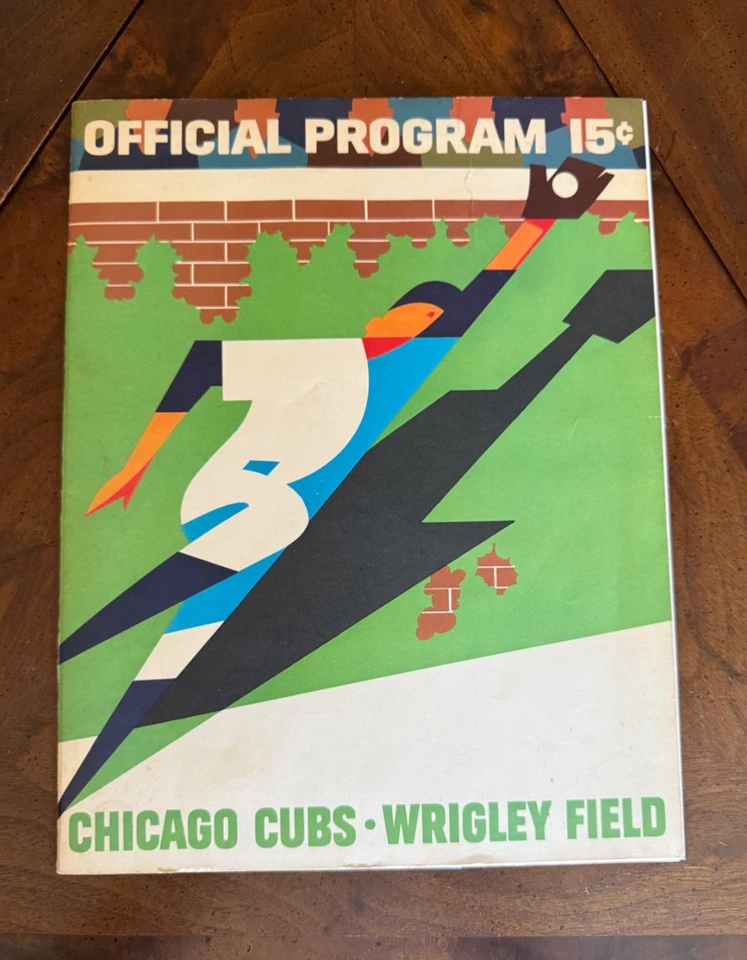 OFFICIAL PROGRAM 15¢
CHICAGO CUBS · WRIGLEY FIELD